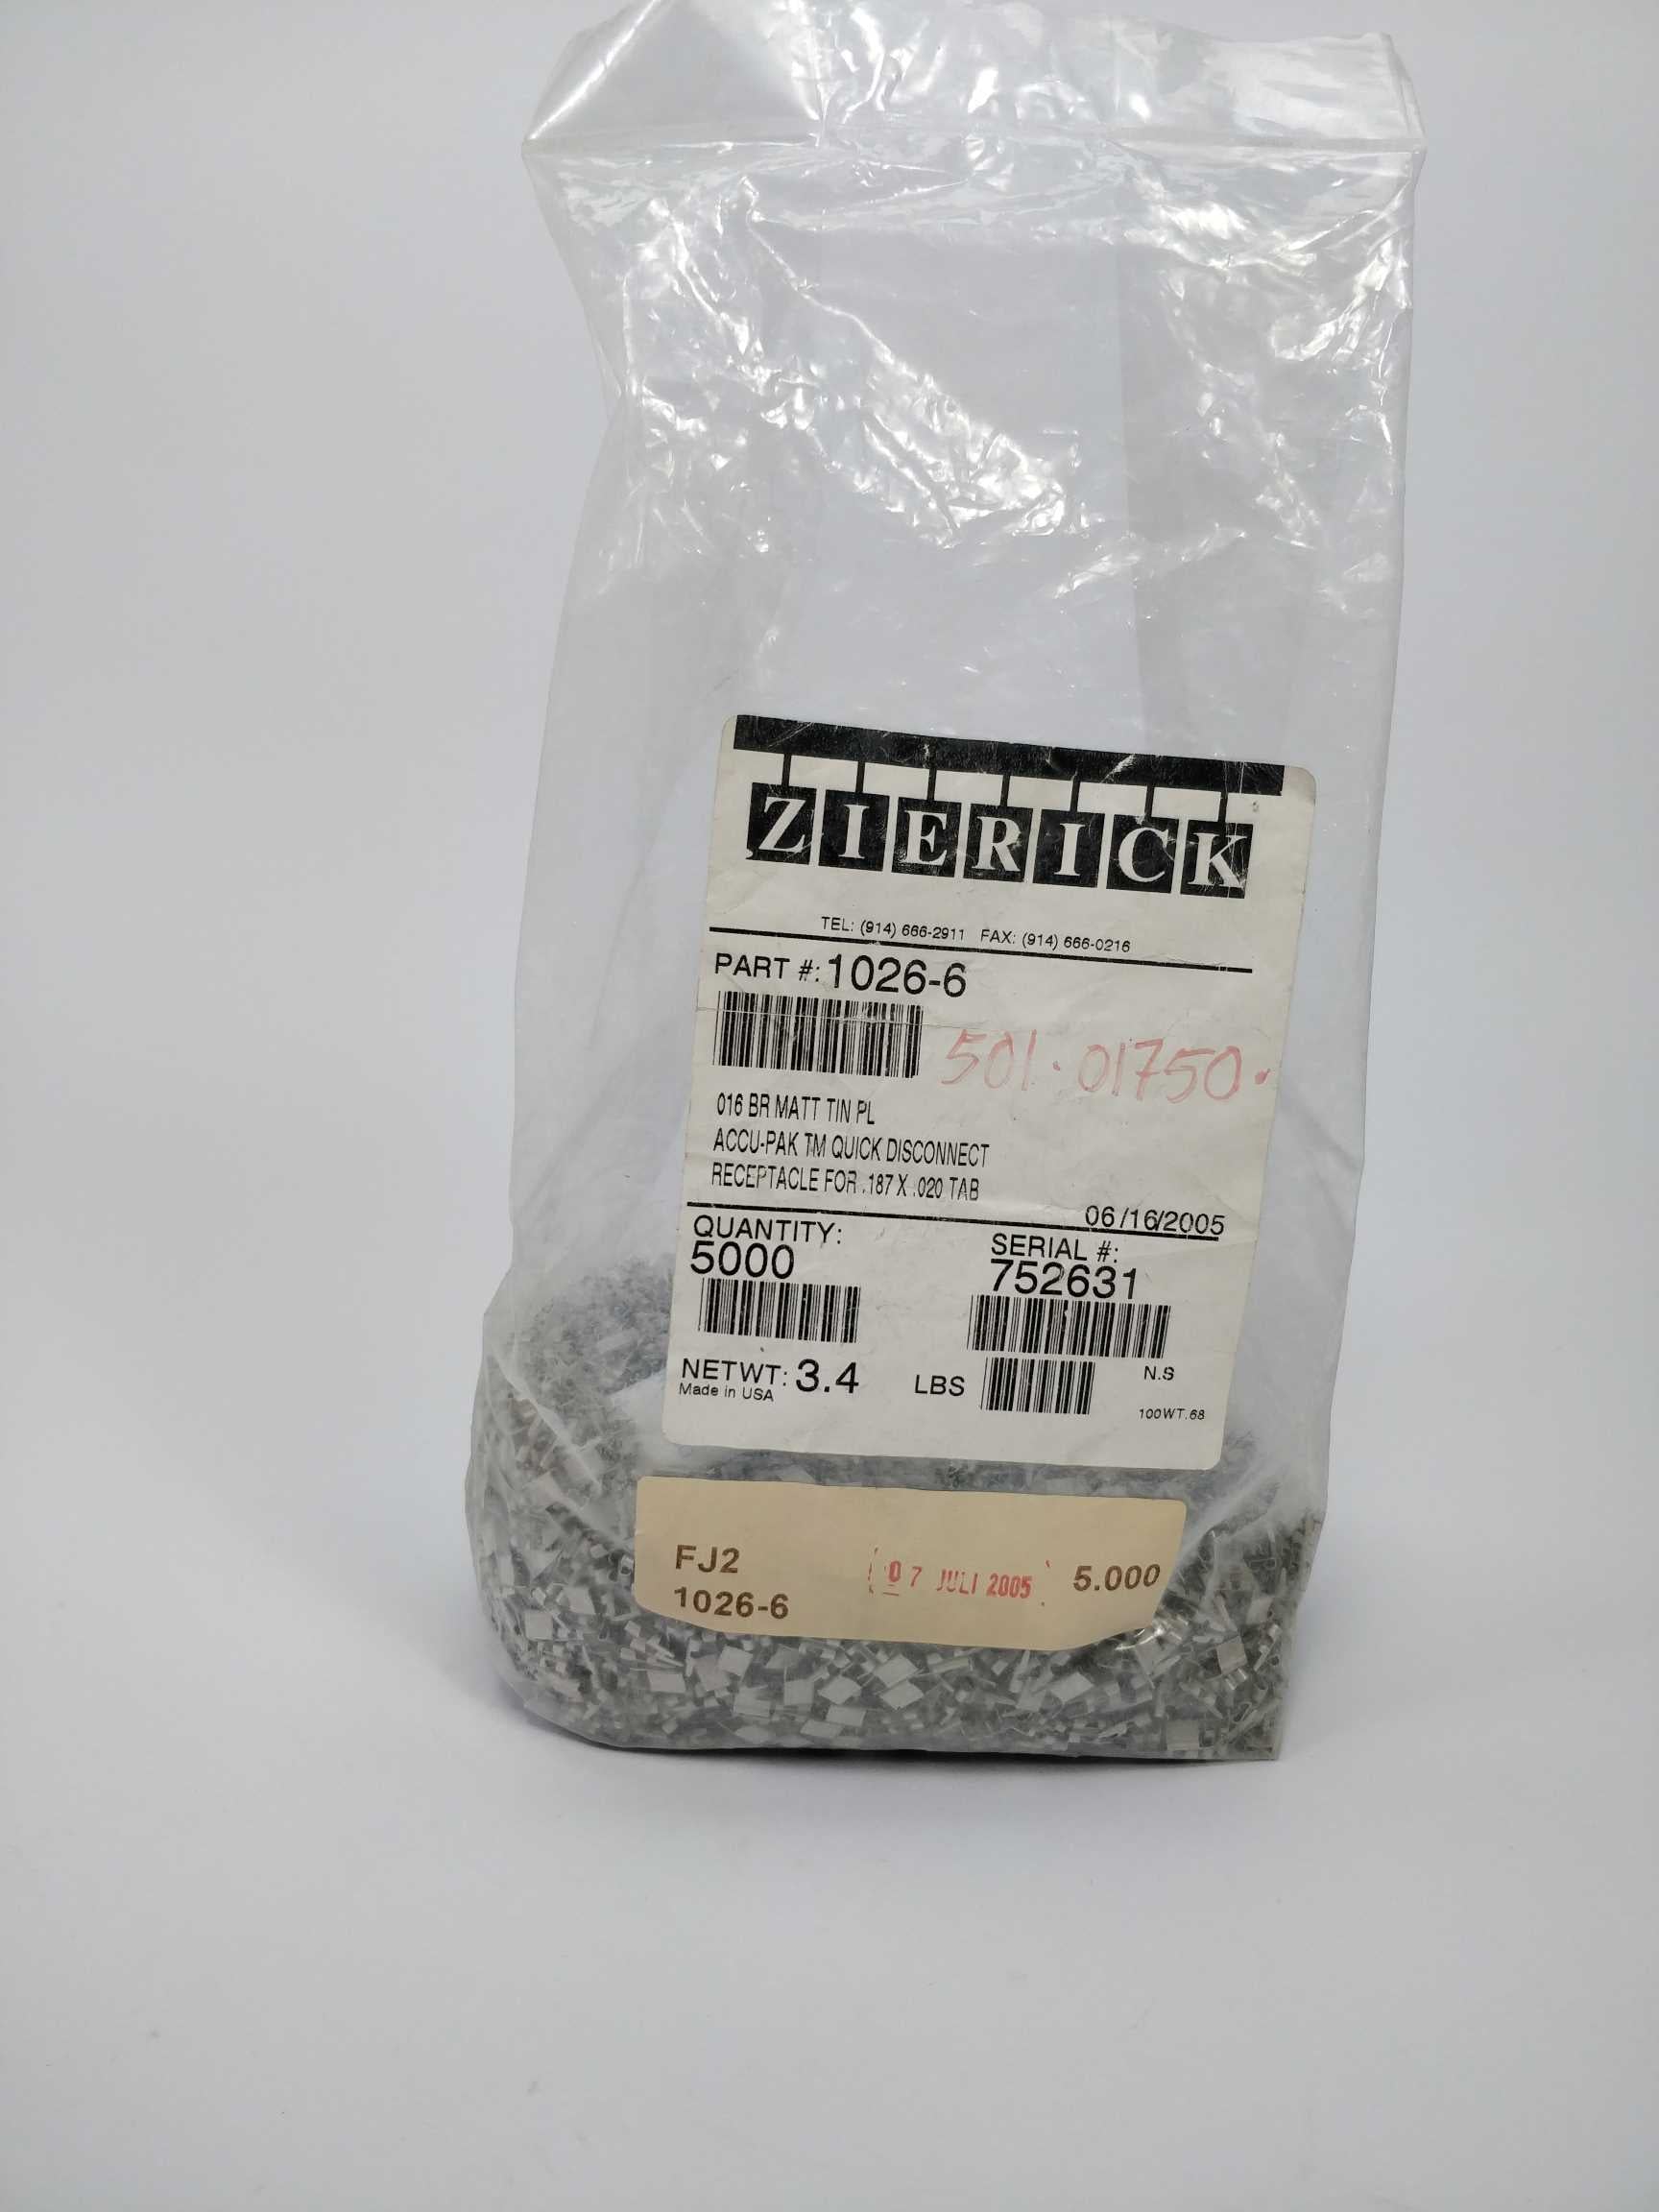 ZIERICK
TEL: (914) 666-2911 FAX: (914) 666-0216
PART #: 1026-6
501.01750.
016 BR MATT TIN PL
ACCU-PAK TM QUICK DISCONNECT
RECEPTACLE FOR .187 X .020 TAB
06/16/2005
QUANTITY: SERIAL #:
5000 752631
NETWT: 3.4 LBS N.S
Made in USA 100WT.68
FJ2 07 JULI 2005 5.000
1026-6